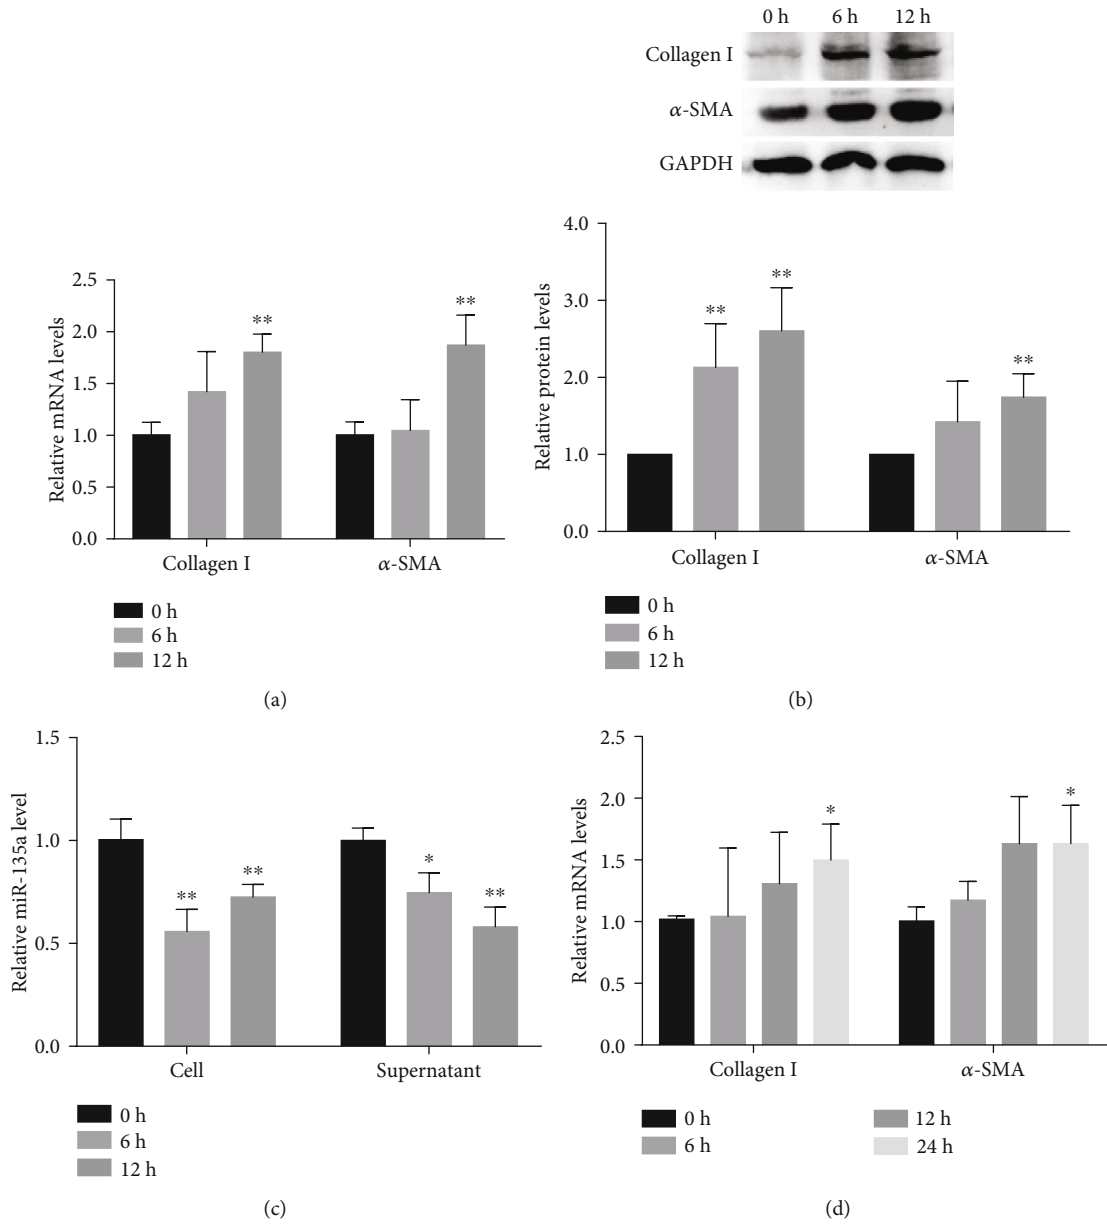 0 h 6 h 12 h
Collagen I
α-SMA
GAPDH
Relative mRNA levels
2.5
2.0
1.5
1.0
0.5
0.0
** **
Collagen I α-SMA
0 h
6 h
12 h
(a)
Relative protein levels
4.0
3.0
2.0
1.0
0.0
** ** **
Collagen I α-SMA
0 h
6 h
12 h
(b)
Relative miR-135a level
1.5
1.0
0.5
0.0
** ** * **
Cell Supernatant
0 h
6 h
12 h
(c)
Relative mRNA levels
2.5
2.0
1.5
1.0
0.5
0.0
* *
Collagen I α-SMA
0 h 12 h
6 h 24 h
(d)